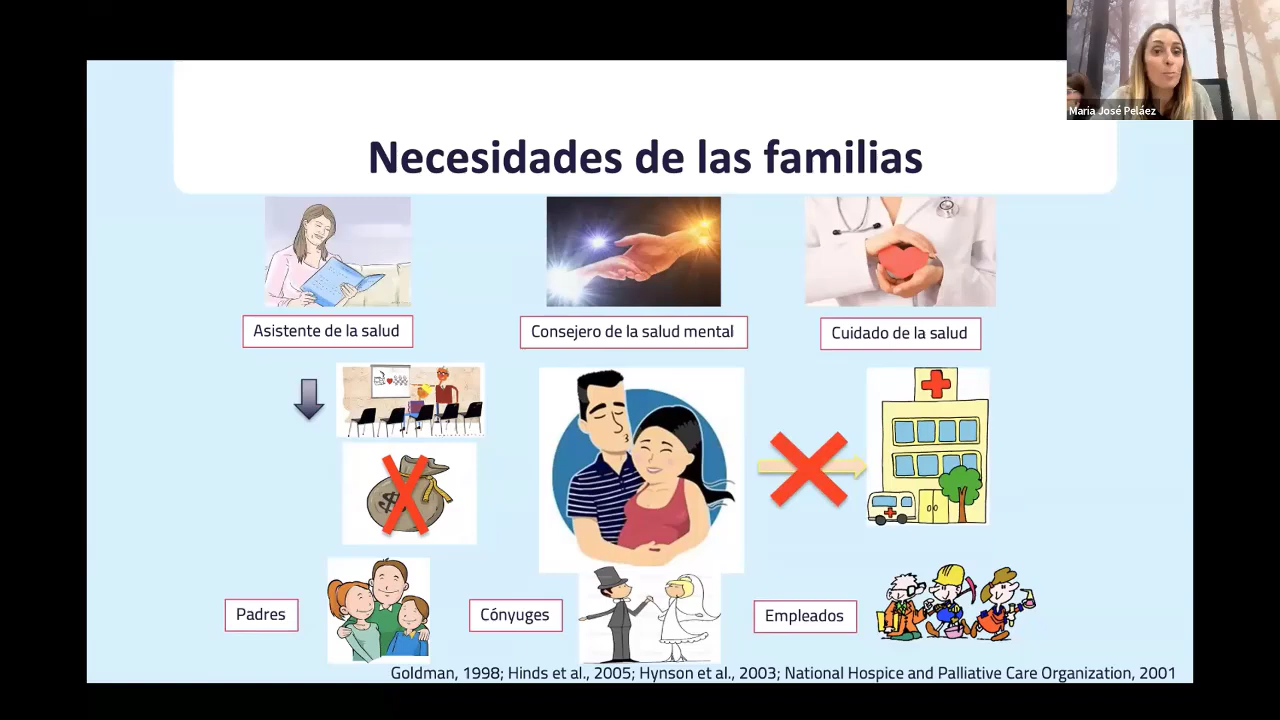 Maria José Peláez
Necesidades de las familias
Asistente de la salud
Consejero de la salud mental
Cuidado de la salud
Padres
Cónyuges
Empleados
Goldman, 1998; Hinds et al., 2005; Hynson et al., 2003; National Hospice and Palliative Care Organization, 2001